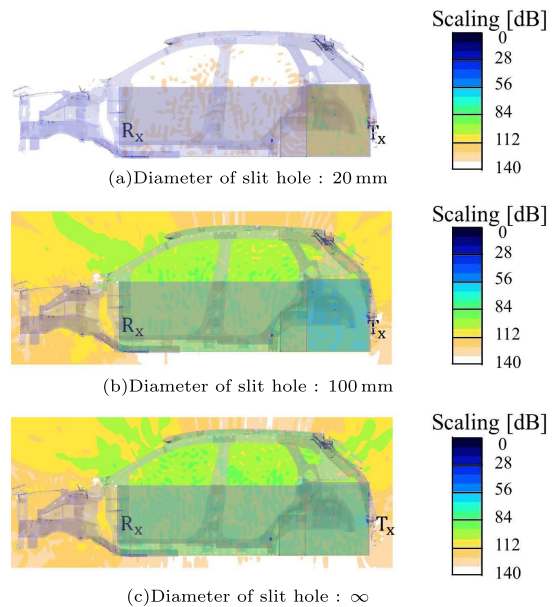 Scaling [dB]
0
28
56
84
112
140
Rx
Tx
(a)Diameter of slit hole : 20 mm
Scaling [dB]
0
28
56
84
112
140
Rx
Tx
(b)Diameter of slit hole : 100 mm
Scaling [dB]
0
28
56
84
112
140
Rx
Tx
(c)Diameter of slit hole : ∞